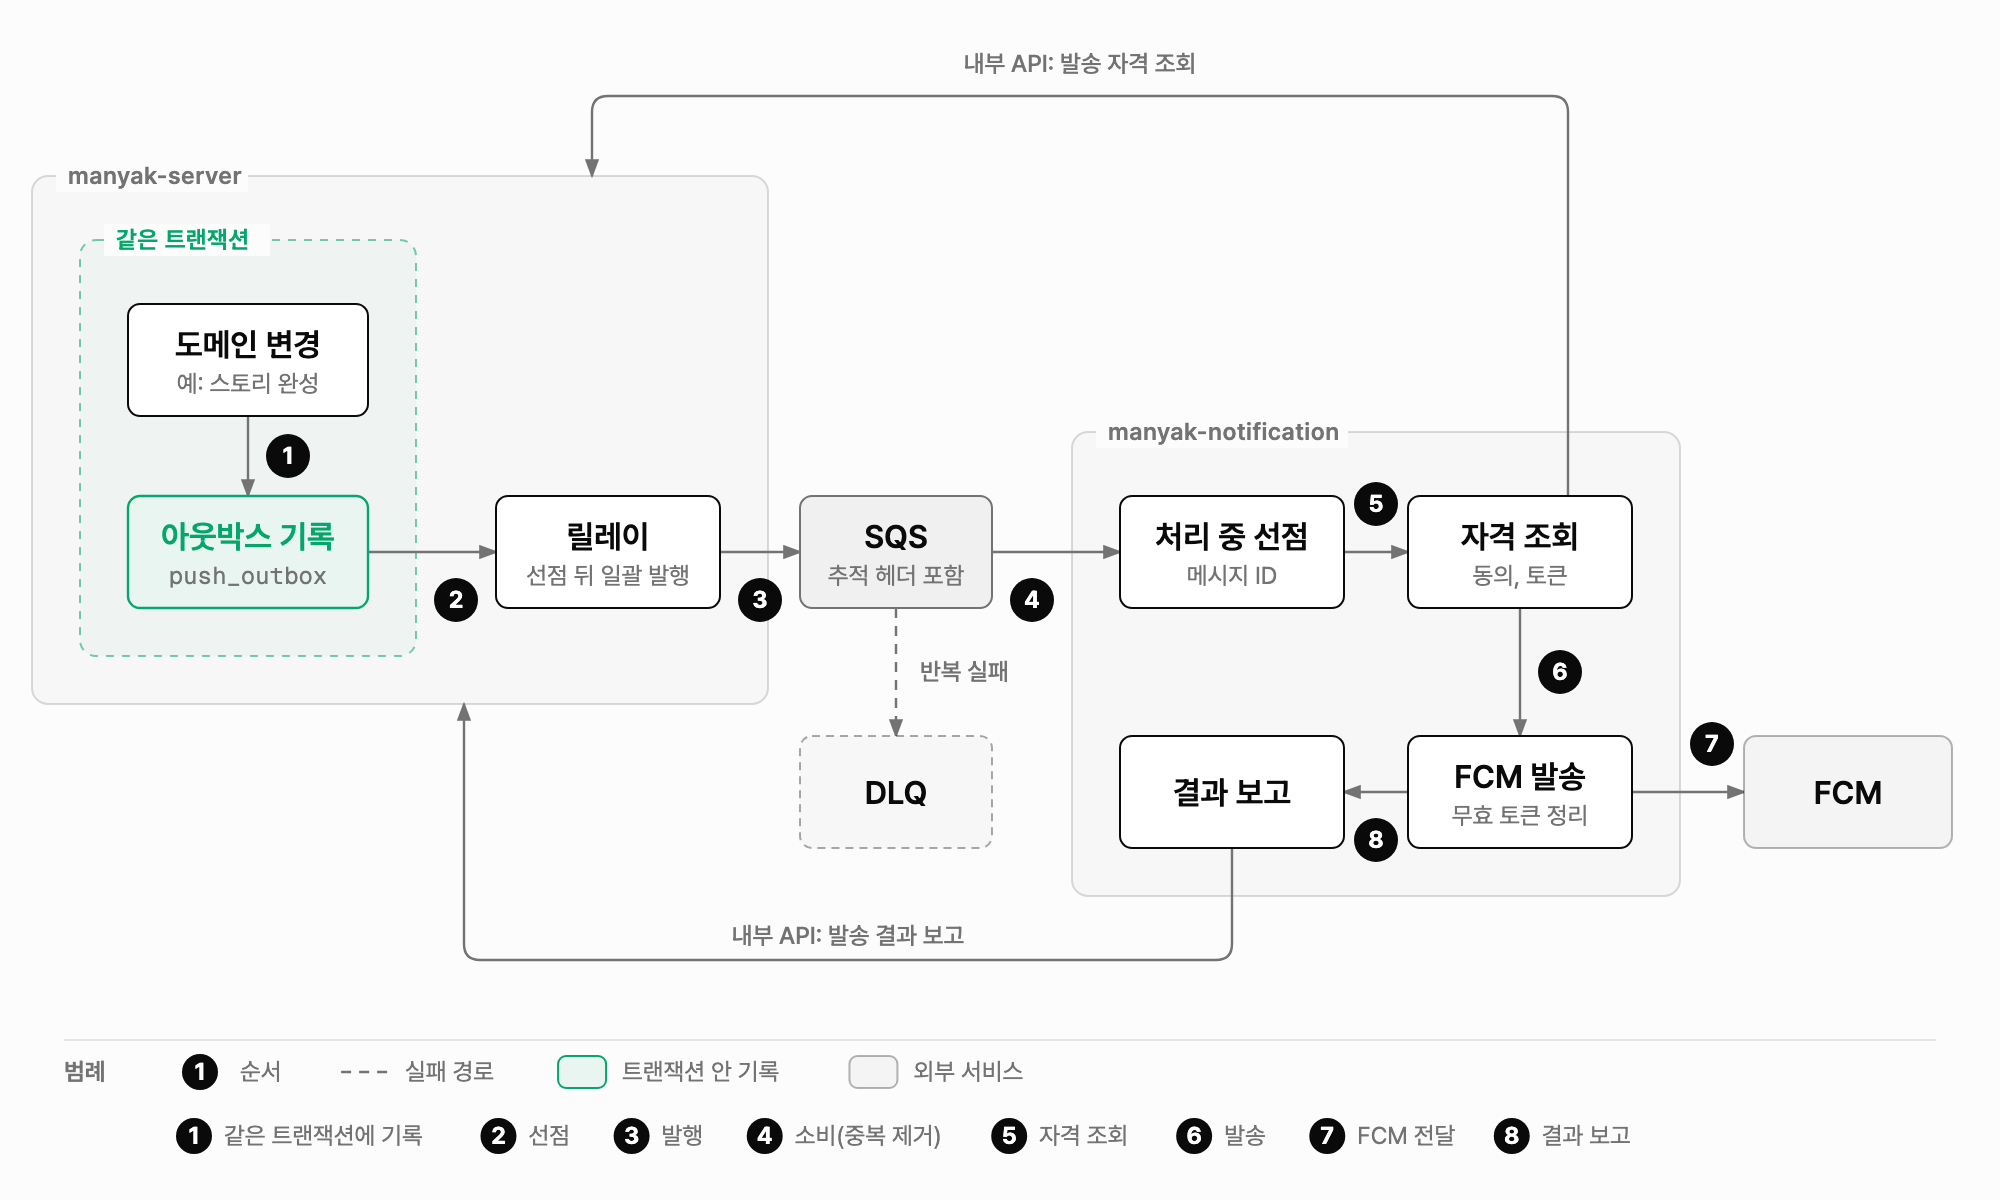 내부 API: 발송 자격 조회
manyak-server
같은 트랜잭션
도메인 변경
예: 스토리 완성
1
아웃박스 기록
push_outbox
2
릴레이
선점 뒤 일괄 발행
3
SQS
추적 헤더 포함
4
반복 실패
DLQ
manyak-notification
처리 중 선점
메시지 ID
5
자격 조회
동의, 토큰
6
FCM 발송
무효 토큰 정리
7
FCM
8
결과 보고
내부 API: 발송 결과 보고
범례
1 순서
실패 경로
트랜잭션 안 기록
외부 서비스
1 같은 트랜잭션에 기록
2 선점
3 발행
4 소비(중복 제거)
5 자격 조회
6 발송
7 FCM 전달
8 결과 보고